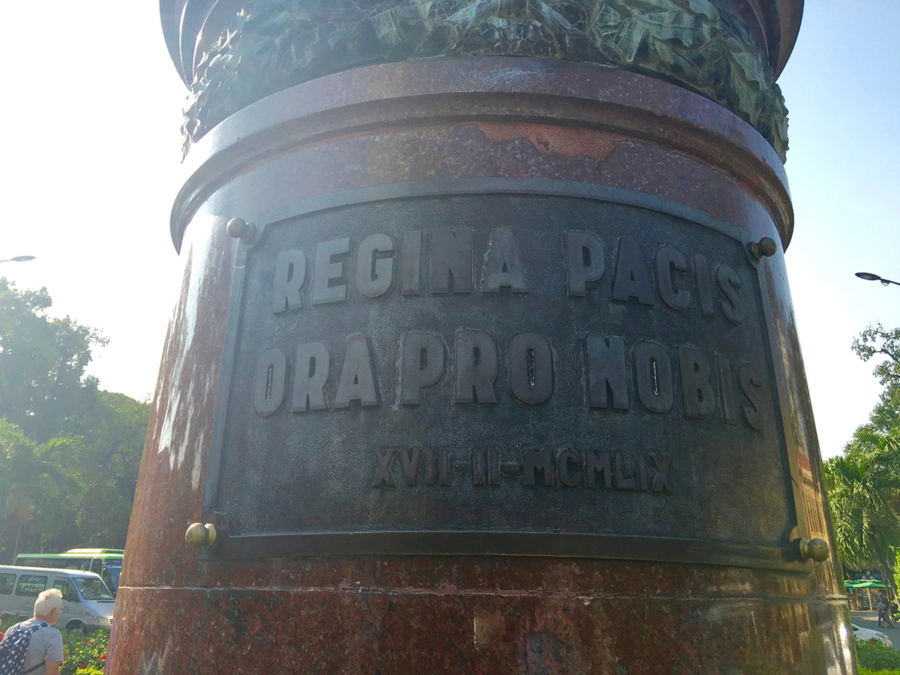 REGINA PACIS
ORA PRO NOBIS
XVII-II-MCMLIX